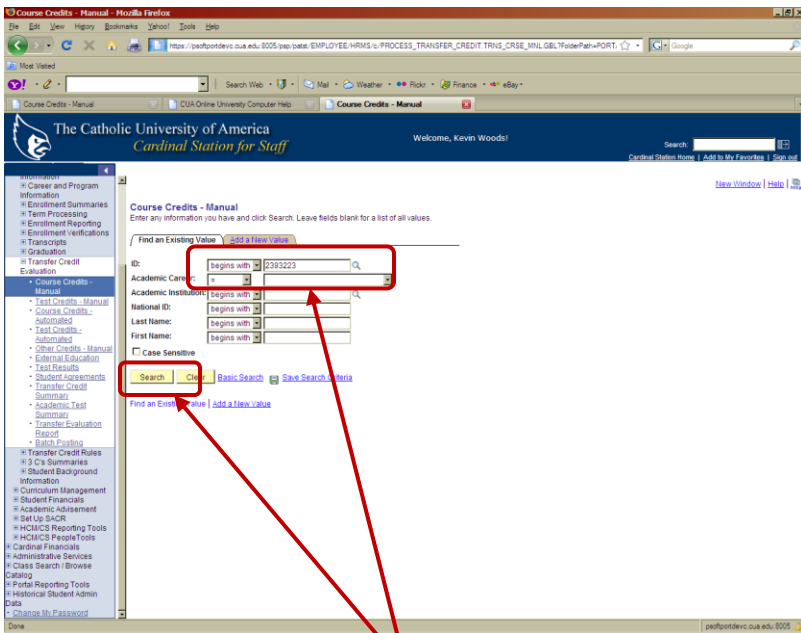 Course Credits - Manual - Mozilla Firefox
File Edit View History Bookmarks Yahoo! Tools Help
https://psoftportdevc.cua.edu:8005/psp/patst/EMPLOYEE/HRMS/c/PROCESS_TRANSFER_CREDIT.TRNS_CRSE_MNL.GBL?FolderPath=PORT. Google
Most Visited
Search Web Mail Weather Flickr Finance eBay
Course Credits - Manual CUA Online University Computer Help Course Credits - Manual
The Catholic University of America
Cardinal Station for Staff
Welcome, Kevin Woods!
Search:
Cardinal Station Home | Add to My Favorites | Sign out
New Window | Help |
Information
Career and Program
Information
Enrollment Summaries
Term Processing
Enrollment Reporting
Enrollment Verifications
Transcripts
Graduation
Transfer Credit
Evaluation
Course Credits -
Manual
Test Credits - Manual
Course Credits -
Automated
Test Credits -
Automated
Other Credits - Manual
External Education
Test Results
Student Agreements
Transfer Credit
Summary
Academic Test
Summary
Transfer Evaluation
Report
Batch Posting
Transfer Credit Rules
3 C's Summaries
Student Background
Information
Curriculum Management
Student Financials
Academic Advisement
Set Up SACR
HCM/CS Reporting Tools
HCM/CS PeopleTools
Cardinal Financials
Administrative Services
Class Search / Browse
Catalog
Portal Reporting Tools
Historical Student Admin
Data
Change My Password
Course Credits - Manual
Enter any information you have and click Search. Leave fields blank for a list of all values.
Find an Existing Value Add a New Value
ID: begins with 2393223
Academic Career: =
Academic Institution: begins with
National ID: begins with
Last Name: begins with
First Name: begins with
Case Sensitive
Search Clear Basic Search Save Search Criteria
Find an Existing Value | Add a New Value
Done psoftportdevc.cua.edu:8005